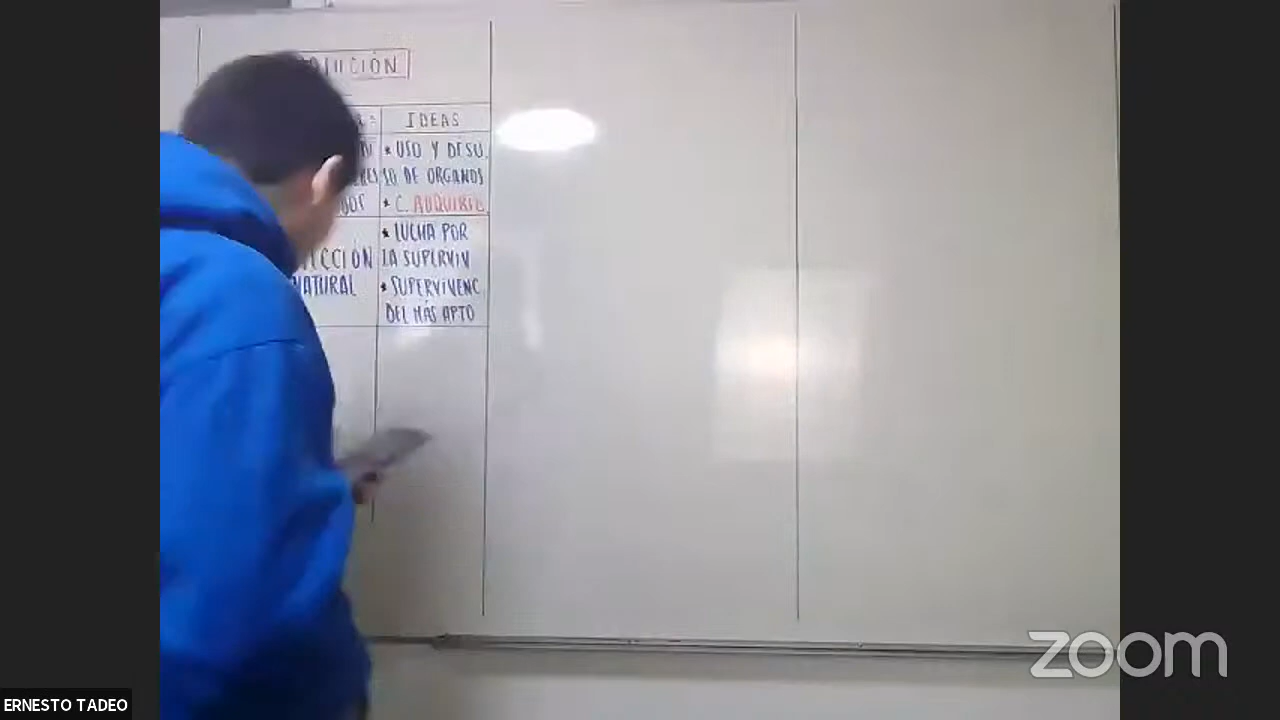 IDEAS
* USO Y DESU.
SO DE ORGANOS
* C. ADQUIRID.
* LUCHA POR
SELECCIÓN LA SUPERVIV
NATURAL * SUPERVIVENC
DEL MÁS APTO
zoom
ERNESTO TADEO